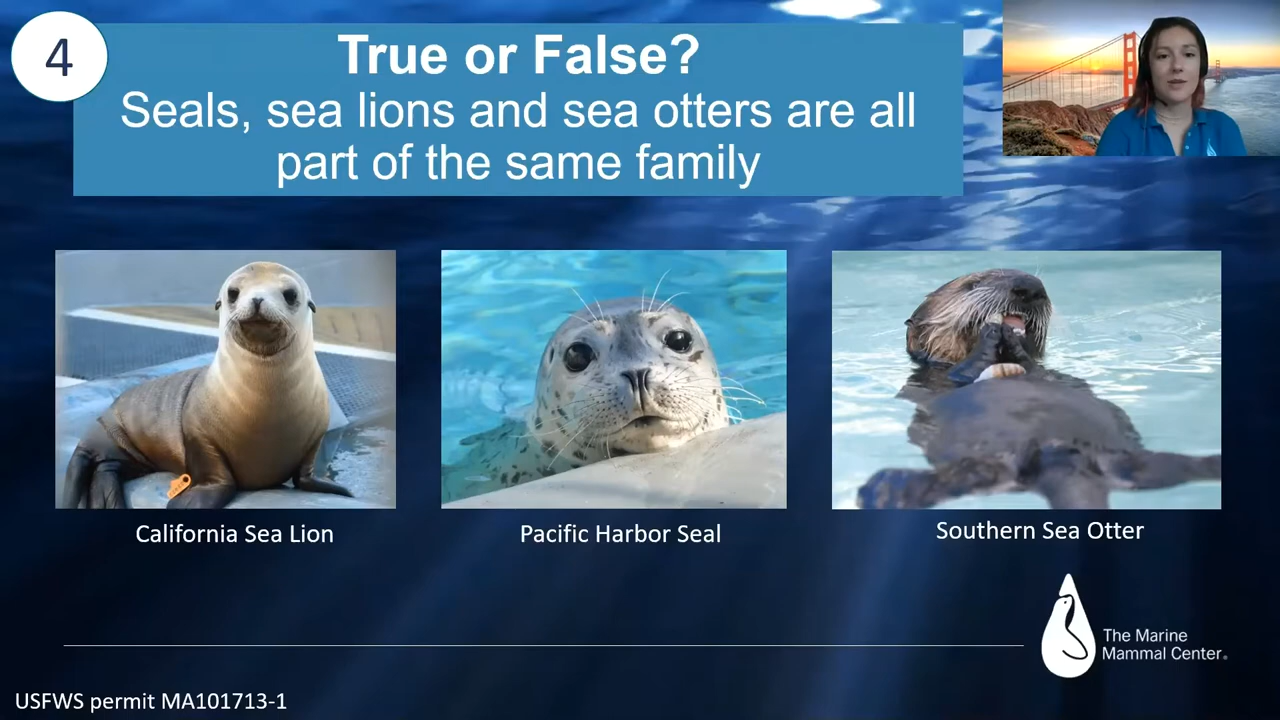 4
True or False?
Seals, sea lions and sea otters are all
part of the same family
California Sea Lion
Pacific Harbor Seal
Southern Sea Otter
The Marine
Mammal Center®
USFWS permit MA101713-1